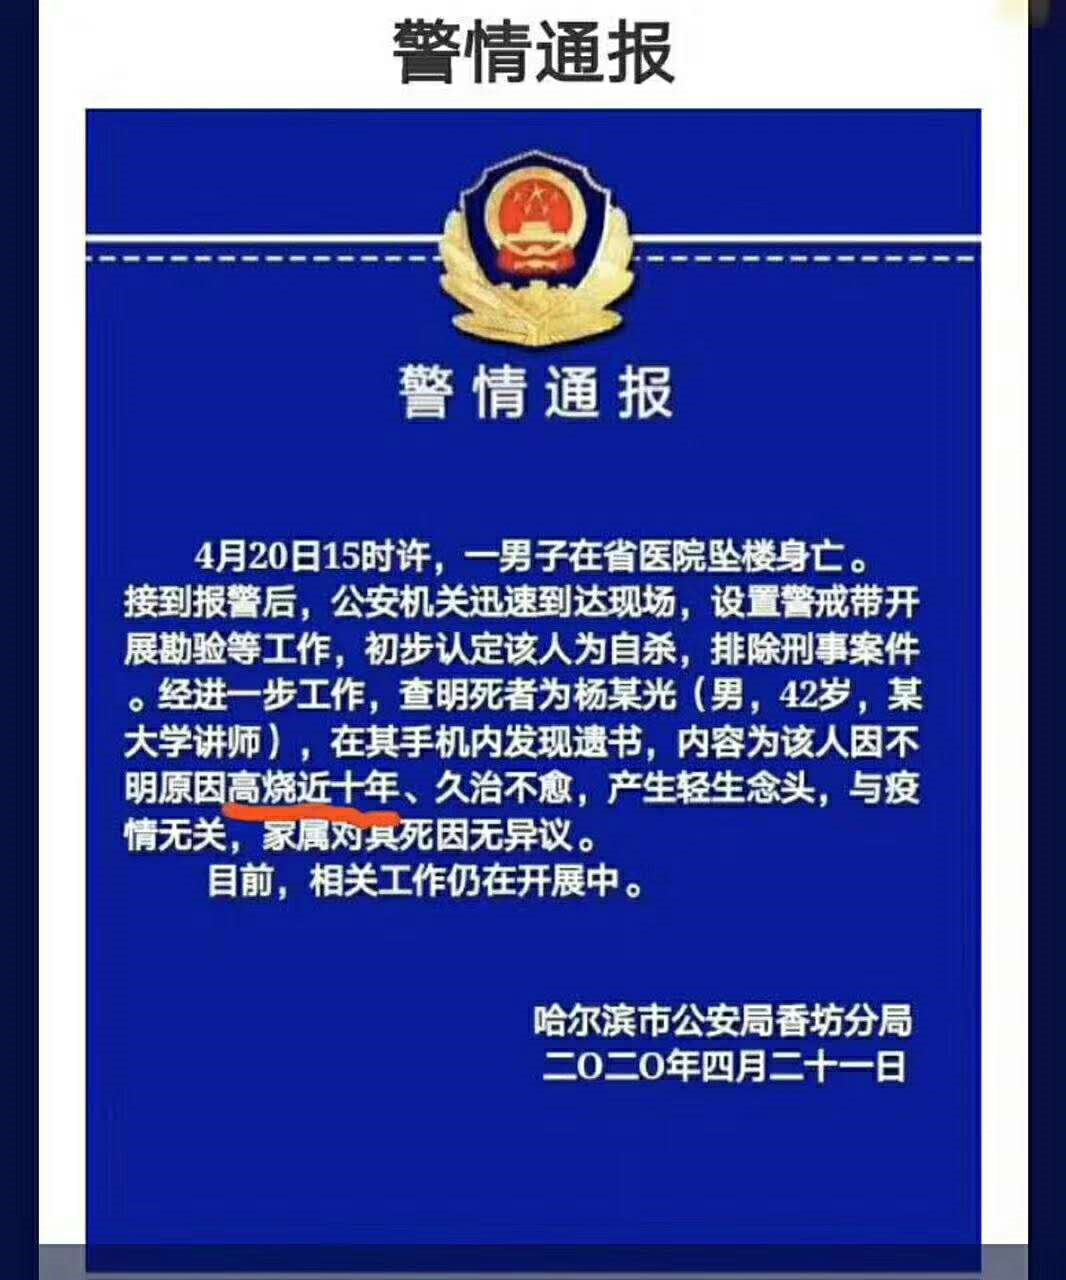 警情通报
警情通报
4月20日15时许，一男子在省医院坠楼身亡。
接到报警后，公安机关迅速到达现场，设置警戒带开
展勘验等工作，初步认定该人为自杀，排除刑事案件
。经进一步工作，查明死者为杨某光（男，42岁，某
大学讲师），在其手机内发现遗书，内容为该人因不
明原因高烧近十年、久治不愈，产生轻生念头，与疫
情无关，家属对其死因无异议。
目前，相关工作仍在开展中。
哈尔滨市公安局香坊分局
二O二O年四月二十一日